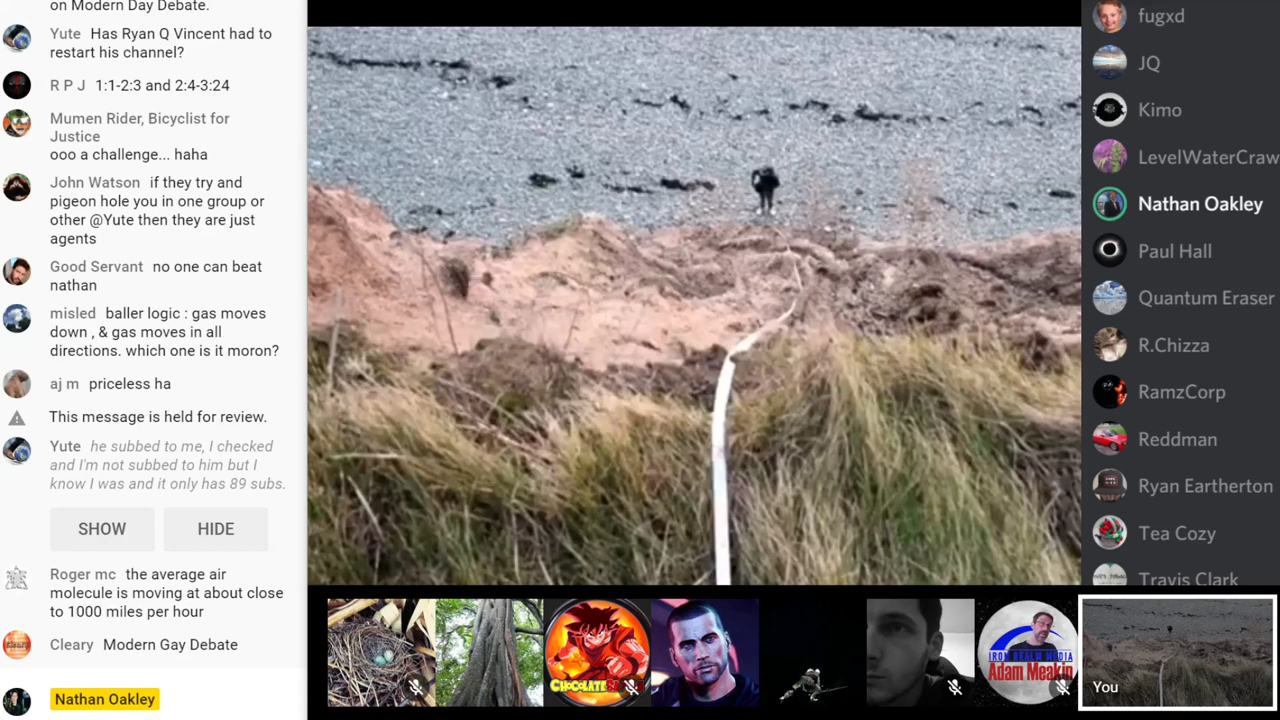 on Modern Day Debate.
Yute Has Ryan Q Vincent had to
restart his channel?
R P J 1:1-2:3 and 2:4-3:24
Mumen Rider, Bicyclist for
Justice
ooo a challenge... haha
John Watson if they try and
pigeon hole you in one group or
other @Yute then they are just
agents
Good Servant no one can beat
nathan
misled baller logic : gas moves
down , & gas moves in all
directions. which one is it moron?
aj m priceless ha
This message is held for review.
Yute he subbed to me, I checked
and I'm not subbed to him but I
know I was and it only has 89 subs.
SHOW HIDE
Roger mc the average air
molecule is moving at about close
to 1000 miles per hour
Cleary Modern Gay Debate
Nathan Oakley
fugxd
JQ
Kimo
LevelWaterCraw
Nathan Oakley
Paul Hall
Quantum Eraser
R.Chizza
RamzCorp
Reddman
Ryan Eartherton
Tea Cozy
Travis Clark
IRON REALM MEDIA
Adam Meakin
You